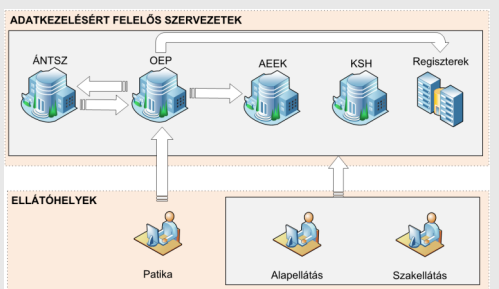 ADATKEZELÉSÉRT FELELŐS SZERVEZETEK
ÁNTSZ OEP AEEK KSH Regiszterek
ELLÁTÓHELYEK
Patika Alapellátás Szakellátás